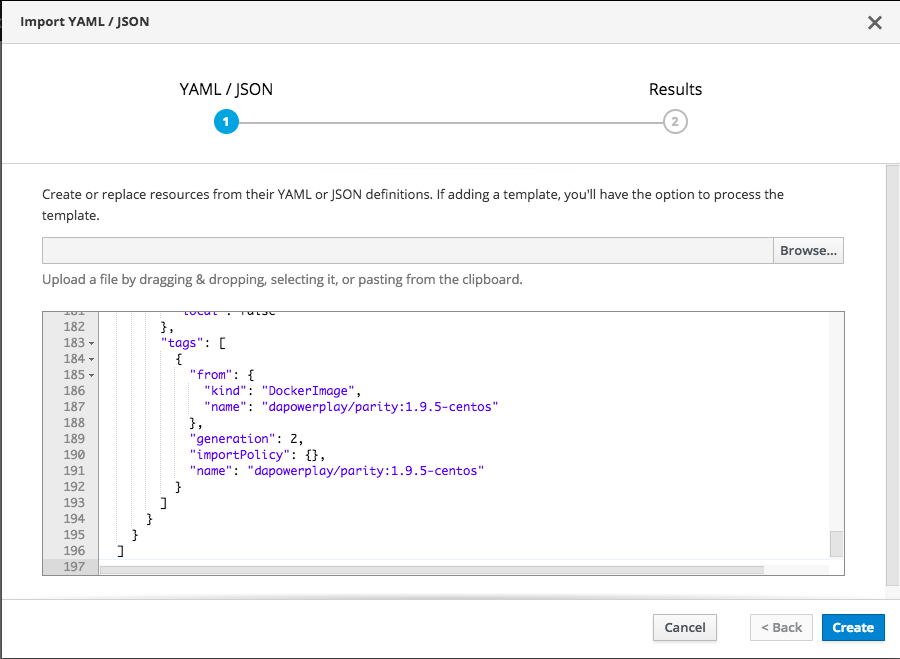 Import YAML / JSON
YAML / JSON
Results
1
2
Create or replace resources from their YAML or JSON definitions. If adding a template, you'll have the option to process the
template.
Browse...
Upload a file by dragging & dropping, selecting it, or pasting from the clipboard.
181 "local": false
182 },
183 "tags": [
184 {
185 "from": {
186 "kind": "DockerImage",
187 "name": "dapowerplay/parity:1.9.5-centos"
188 },
189 "generation": 2,
190 "importPolicy": {},
191 "name": "dapowerplay/parity:1.9.5-centos"
192 }
193 ]
194 }
195 }
196 ]
197
Cancel
< Back
Create